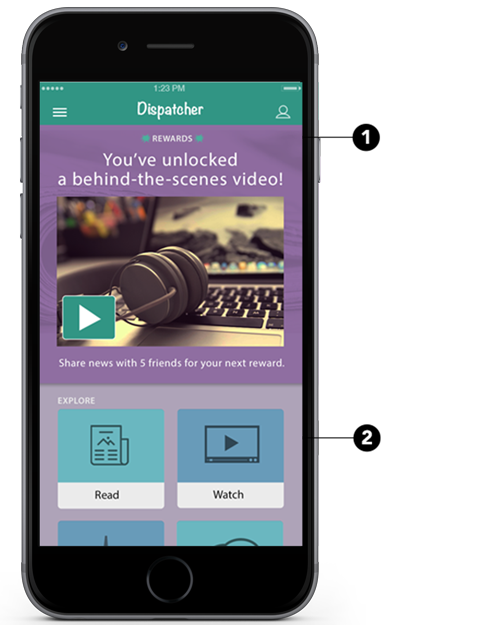 1:23 PM
Dispatcher
REWARDS
You've unlocked
a behind-the-scenes video!
Share news with 5 friends for your next reward.
EXPLORE
Read
Watch
1
2